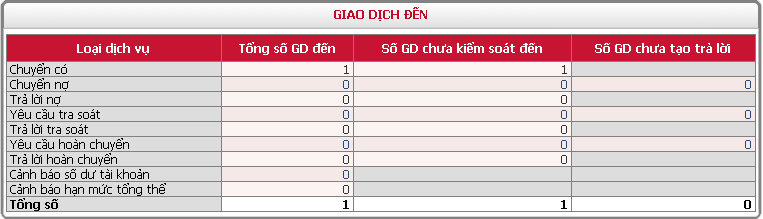 GIAO DỊCH ĐẾN
Loại dịch vụ Tổng số GD đến Số GD chưa kiểm soát đến Số GD chưa tạo trả lời
Chuyển có 1 1
Chuyển nợ 0 0 0
Trả lời nợ 0 0
Yêu cầu tra soát 0 0 0
Trả lời tra soát 0 0
Yêu cầu hoàn chuyển 0 0 0
Trả lời hoàn chuyển 0 0
Cảnh báo số dư tài khoản 0
Cảnh báo hạn mức tổng thể 0
Tổng số 1 1 0